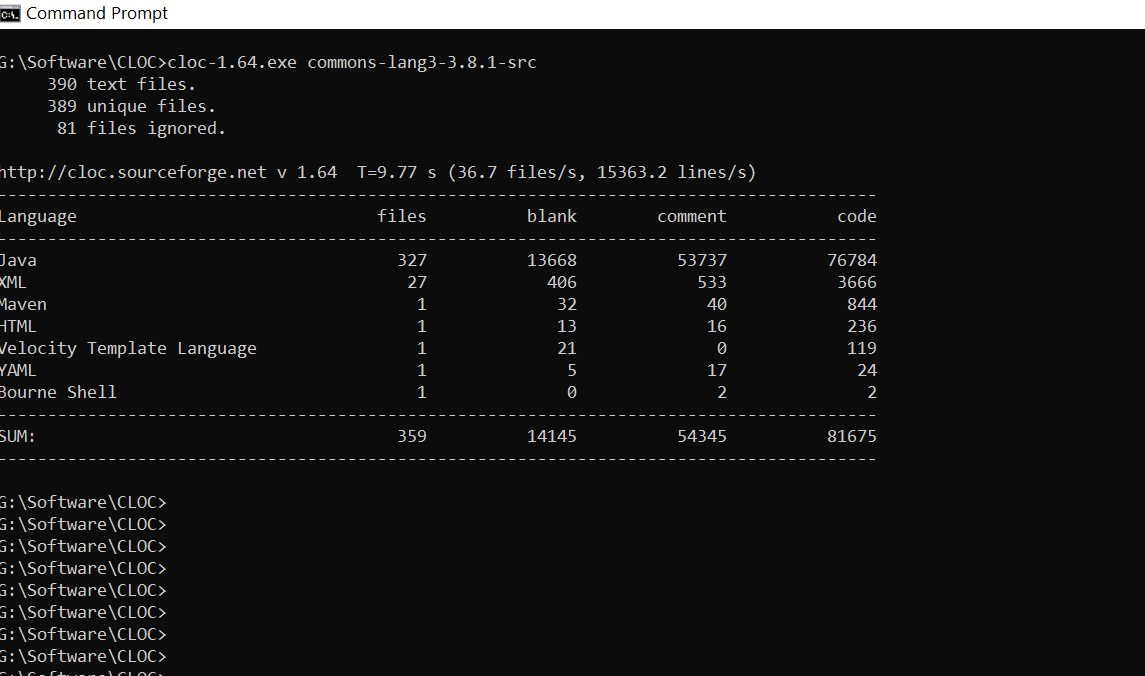 Command Prompt
G:\Software\CLOC>cloc-1.64.exe commons-lang3-3.8.1-src
390 text files.
389 unique files.
81 files ignored.
http://cloc.sourceforge.net v 1.64  T=9.77 s (36.7 files/s, 15363.2 lines/s)
-------------------------------------------------------------------------------
Language files blank comment code
-------------------------------------------------------------------------------
Java 327 13668 53737 76784
XML 27 406 533 3666
Maven 1 32 40 844
HTML 1 13 16 236
Velocity Template Language 1 21 0 119
YAML 1 5 17 24
Bourne Shell 1 0 2 2
-------------------------------------------------------------------------------
SUM: 359 14145 54345 81675
-------------------------------------------------------------------------------
G:\Software\CLOC>
G:\Software\CLOC>
G:\Software\CLOC>
G:\Software\CLOC>
G:\Software\CLOC>
G:\Software\CLOC>
G:\Software\CLOC>
G:\Software\CLOC>
G:\Software\CLOC>